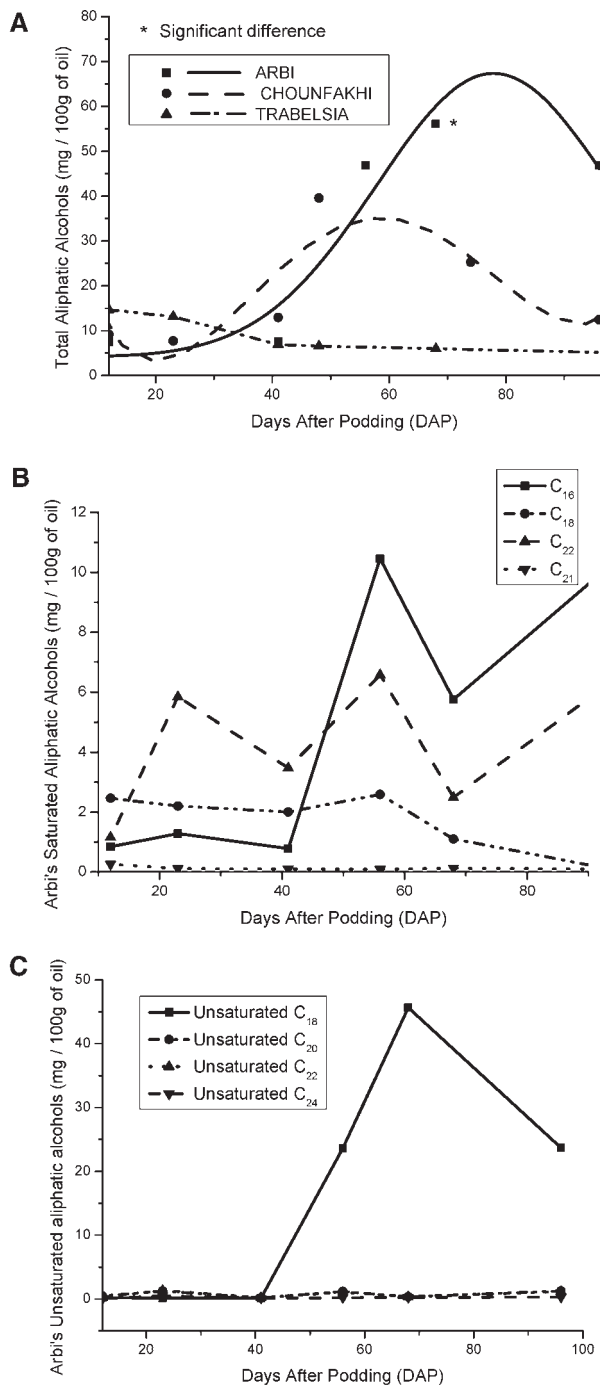 A
* Significant difference
ARBI
CHOUNFAKHI
TRABELSIA
Total Aliphatic Alcohols (mg / 100g of oil)
80
70
60
50
40
30
20
10
0
*
20 40 60 80
Days After Podding (DAP)
B
C16
C18
C22
C21
Arbi's Saturated Aliphatic Alcohols (mg / 100g of oil)
12
10
8
6
4
2
0
20 40 60 80
Days After Podding (DAP)
C
Unsaturated C18
Unsaturated C20
Unsaturated C22
Unsaturated C24
Arbi's Unsaturated aliphatic alcohols (mg / 100g of oil)
50
40
30
20
10
0
20 40 60 80 100
Days After Podding (DAP)